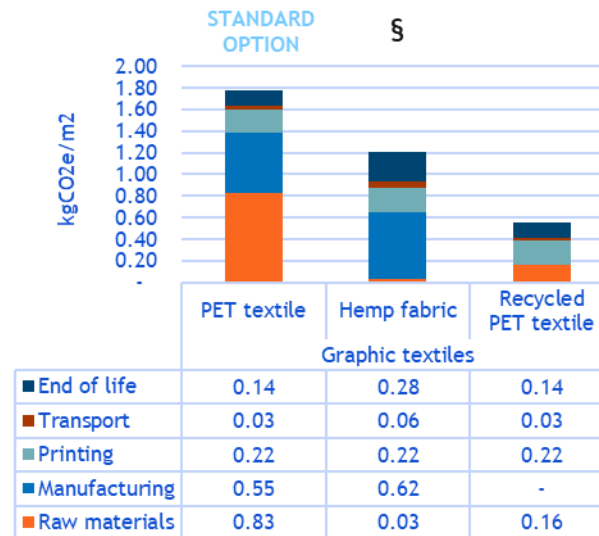 STANDARD
OPTION
§
kgCO2e/m2
2.00
1.80
1.60
1.40
1.20
1.00
0.80
0.60
0.40
0.20
-
PET textile Hemp fabric Recycled
PET textile
Graphic textiles
End of life 0.14 0.28 0.14
Transport 0.03 0.06 0.03
Printing 0.22 0.22 0.22
Manufacturing 0.55 0.62 -
Raw materials 0.83 0.03 0.16